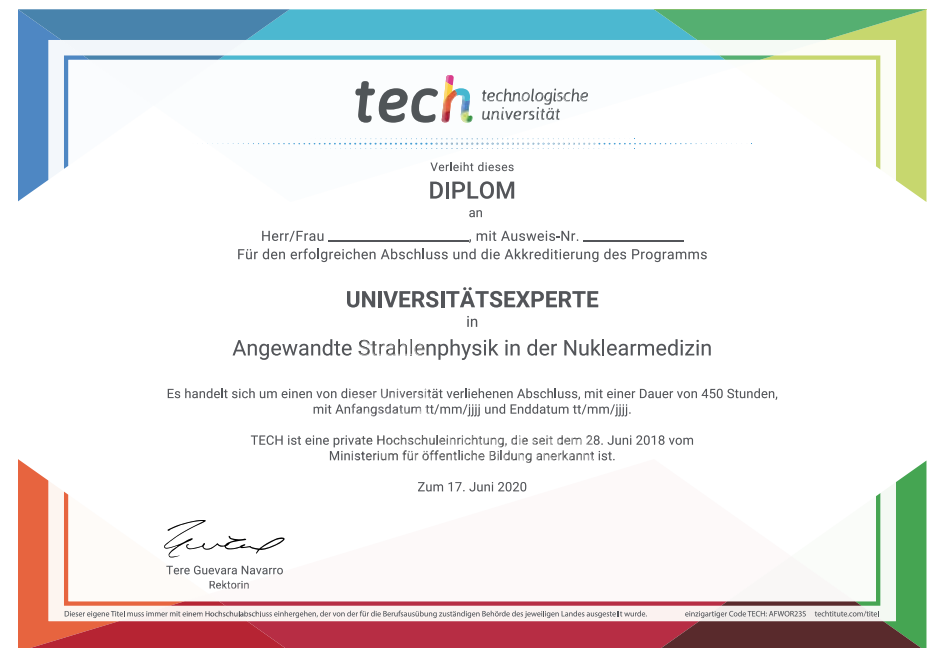 tech technologische
universität
Verleiht dieses
DIPLOM
an
Herr/Frau ____________, mit Ausweis-Nr. ____________
Für den erfolgreichen Abschluss und die Akkreditierung des Programms
UNIVERSITÄTSEXPERTE
in
Angewandte Strahlenphysik in der Nuklearmedizin
Es handelt sich um einen von dieser Universität verliehenen Abschluss, mit einer Dauer von 450 Stunden,
mit Anfangsdatum tt/mm/jjjj und Enddatum tt/mm/jjjj.
TECH ist eine private Hochschuleinrichtung, die seit dem 28. Juni 2018 vom
Ministerium für öffentliche Bildung anerkannt ist.
Zum 17. Juni 2020
Tere Guevara Navarro
Rektorin
Dieser eigene Titel muss immer mit einem Hochschulabschluss einhergehen, der von der für die Berufsausübung zuständigen Behörde des jeweiligen Landes ausgestellt wurde. einzigartiger Code TECH: AFWOR23S techtitute.com/titel